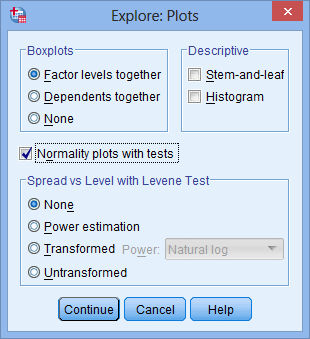 Explore: Plots
Boxplots
Factor levels together
Dependents together
None
Descriptive
Stem-and-leaf
Histogram
Normality plots with tests
Spread vs Level with Levene Test
None
Power estimation
Transformed Power: Natural log
Untransformed
Continue Cancel Help